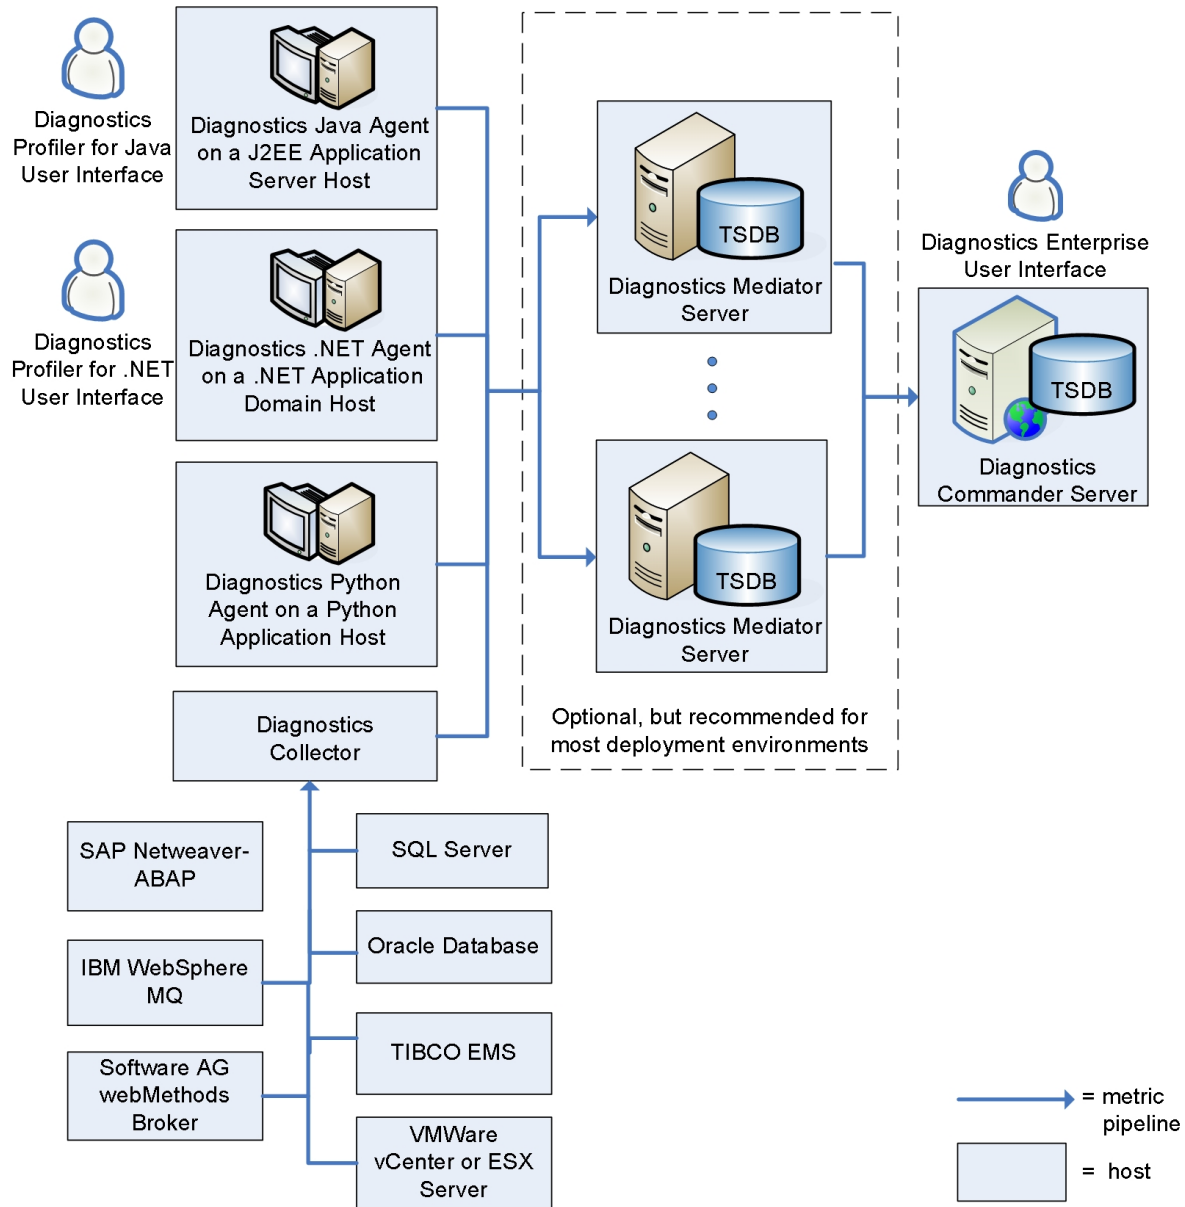 Diagnostics
Profiler for Java
User Interface
Diagnostics Java Agent
on a J2EE Application
Server Host
Diagnostics
Profiler for .NET
User Interface
Diagnostics .NET Agent
on a .NET Application
Domain Host
Diagnostics Python
Agent on a Python
Application Host
Diagnostics
Collector
SAP Netweaver-
ABAP
IBM WebSphere
MQ
Software AG
webMethods
Broker
SQL Server
Oracle Database
TIBCO EMS
VMWare
vCenter or ESX
Server
TSDB
Diagnostics Mediator
Server
TSDB
Diagnostics Mediator
Server
Optional, but recommended for
most deployment environments
Diagnostics Enterprise
User Interface
TSDB
Diagnostics
Commander Server
= metric
pipeline
= host